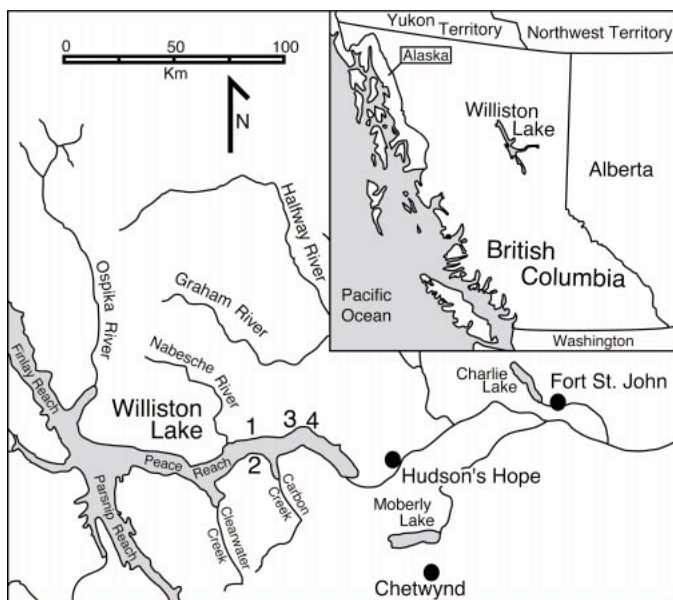 0 50 100
Km
N
Yukon
Territory
Northwest Territory
Alaska
Williston
Lake
Alberta
British
Columbia
Pacific
Ocean
Washington
Halfway River
Ospika River
Graham River
Nabesche River
Finlay Reach
Williston
Lake
1
3 4
2
Peace Reach
Parsnip Reach
Clearwater
Creek
Carbon
Creek
Charlie
Lake
Fort St. John
Hudson's Hope
Moberly
Lake
Chetwynd